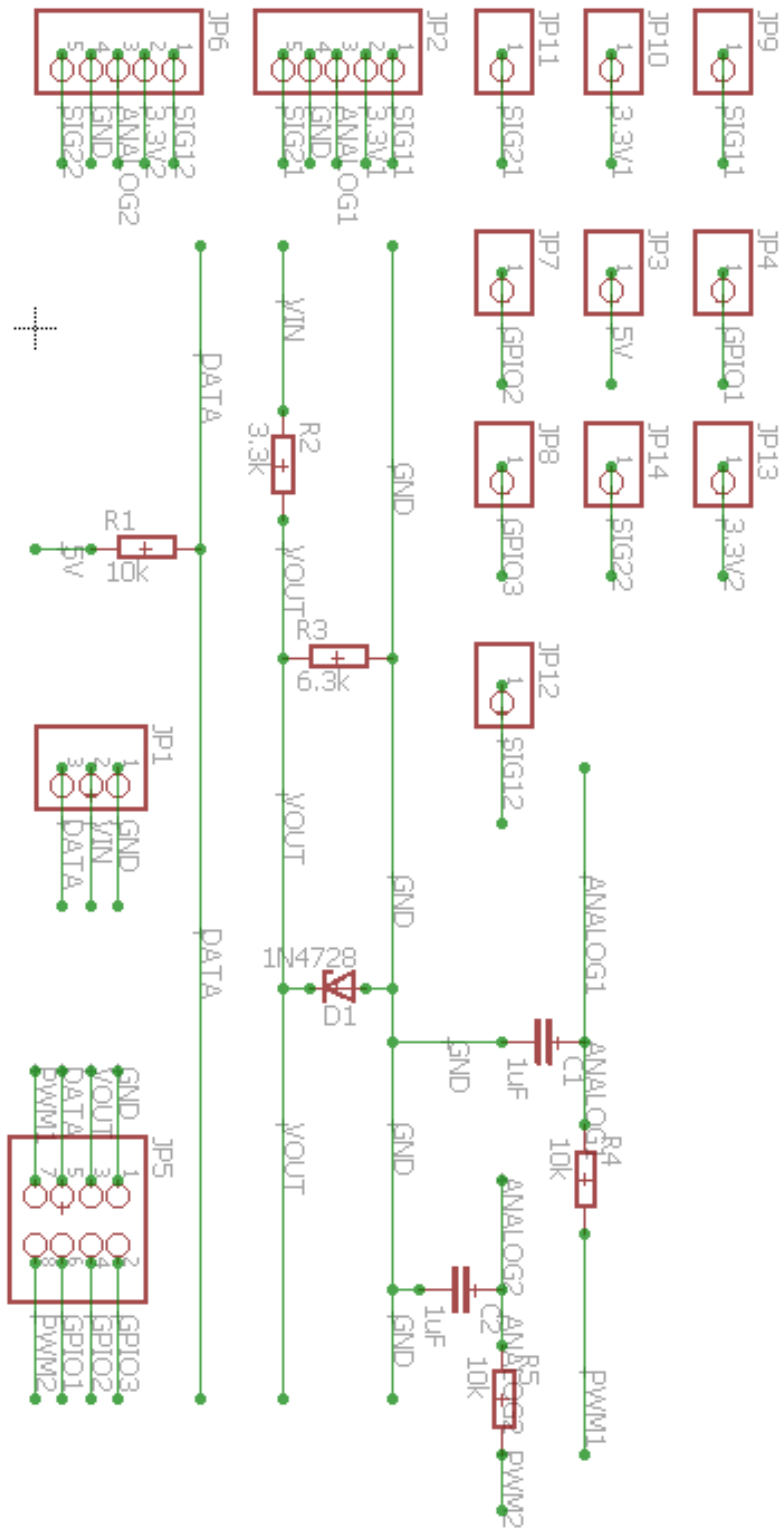 JP6
1
2
3
4
5
SIG12
3.3V2
ANALOG2
GND
SIG22
JP2
1
2
3
4
5
SIG11
3.3V1
ANALOG1
GND
SIG21
JP11
1
SIG21
JP10
1
3.3V1
JP9
1
SIG11
JP7
1
GPIO2
JP3
1
5V
JP4
1
GPIO1
JP8
1
GPIO3
JP14
1
SIG22
JP13
1
3.3V2
JP12
1
SIG12
VIN
DATA
R2
3.3k
GND
R1
10k
5V
VOUT
R3
6.3k
JP1
1
2
3
GND
VIN
DATA
VOUT
GND
DATA
1N4728
D1
ANALOG1
C1
1uF
GND
ANALOG1
R4
10k
PWM1
VOUT
GND
ANALOG2
C2
1uF
GND
ANALOG2
R5
10k
PWM2
GND
VOUT
DATA
PWM1
JP5
1
3
5
7
2
4
6
8
GPIO3
GPIO2
GPIO1
PWM2